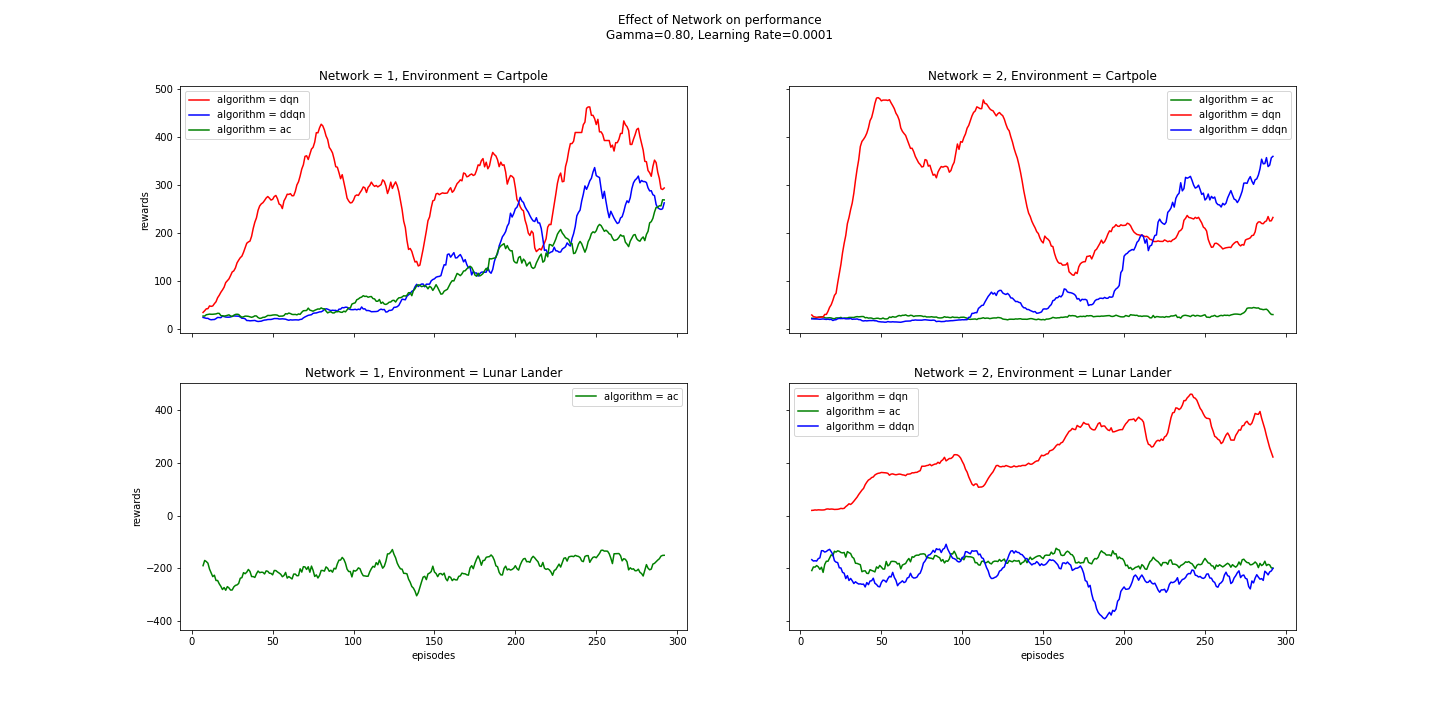 Effect of Network on performance
Gamma=0.80, Learning Rate=0.0001
Network = 1, Environment = Cartpole
500
400
300
200
100
0
rewards
algorithm = dqn
algorithm = ddqn
algorithm = ac
Network = 2, Environment = Cartpole
algorithm = ac
algorithm = dqn
algorithm = ddqn
Network = 1, Environment = Lunar Lander
400
200
0
−200
−400
rewards
algorithm = ac
0 50 100 150 200 250 300
episodes
Network = 2, Environment = Lunar Lander
algorithm = dqn
algorithm = ac
algorithm = ddqn
0 50 100 150 200 250 300
episodes